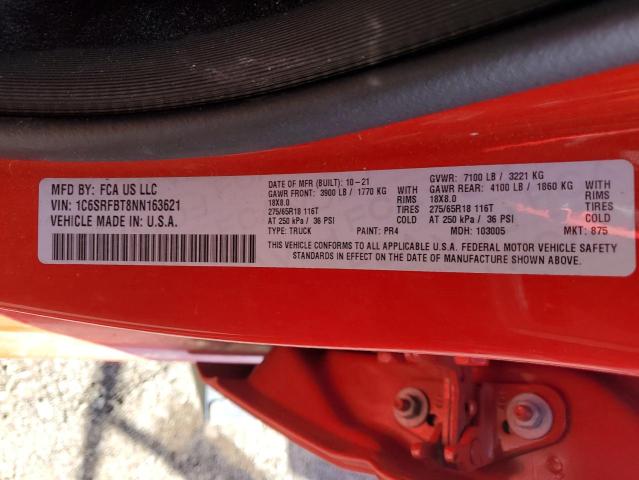 MFD BY: FCA US LLC
VIN: 1C6SRFBT8NN163621
VEHICLE MADE IN: U.S.A.
DATE OF MFR (BUILT): 10-21
GAWR FRONT: 3900 LB / 1770 KG
WITH
18X8.0
RIMS
275/65R18 116T
TIRES
AT 250 kPa / 36 PSI
COLD
TYPE: TRUCK
PAINT: PR4
GVWR: 7100 LB / 3221 KG
GAWR REAR: 4100 LB / 1860 KG
WITH
18X8.0
RIMS
275/65R18 116T
TIRES
AT 250 kPa / 36 PSI
COLD
MDH: 103005
MKT: 875
THIS VEHICLE CONFORMS TO ALL APPLICABLE U.S.A. FEDERAL MOTOR VEHICLE SAFETY
STANDARDS IN EFFECT ON THE DATE OF MANUFACTURE SHOWN ABOVE.